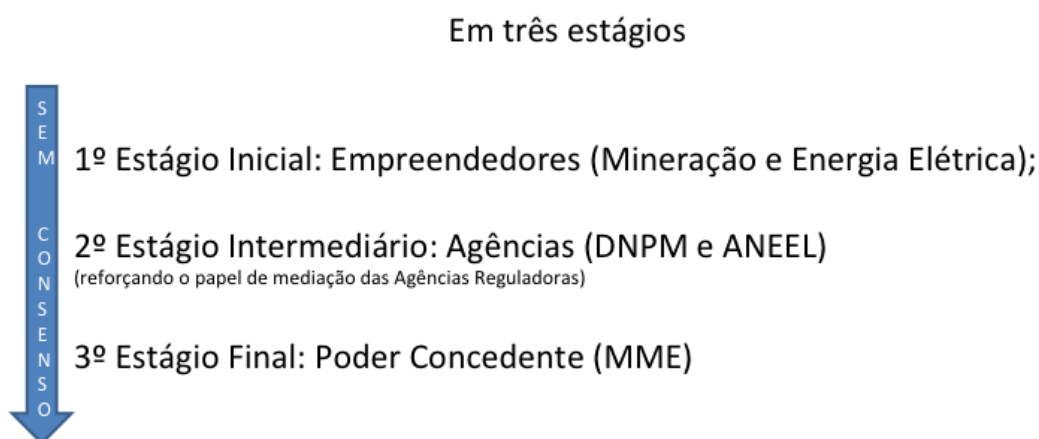 Em três estágios
SEM CONSENSO
1º Estágio Inicial: Empreendedores (Mineração e Energia Elétrica);
2º Estágio Intermediário: Agências (DNPM e ANEEL)
(reforçando o papel de mediação das Agências Reguladoras)
3º Estágio Final: Poder Concedente (MME)